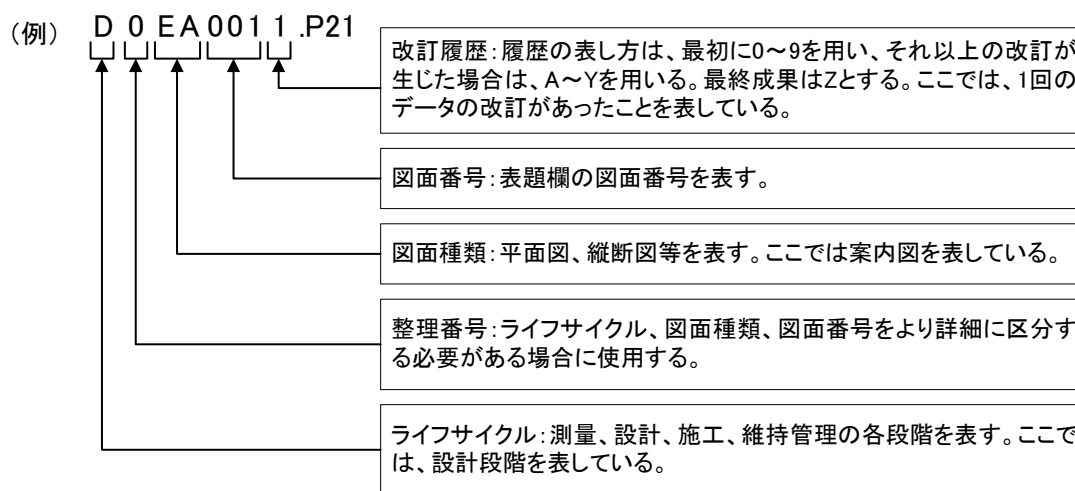 (例) D 0 EA 001 1 .P21
改訂履歴：履歴の表し方は、最初に0～9を用い、それ以上の改訂が
生じた場合は、A～Yを用いる。最終成果はZとする。ここでは、1回の
データの改訂があったことを表している。
図面番号：表題欄の図面番号を表す。
図面種類：平面図、縦断図等を表す。ここでは案内図を表している。
整理番号：ライフサイクル、図面種類、図面番号をより詳細に区分す
る必要がある場合に使用する。
ライフサイクル：測量、設計、施工、維持管理の各段階を表す。ここで
は、設計段階を表している。